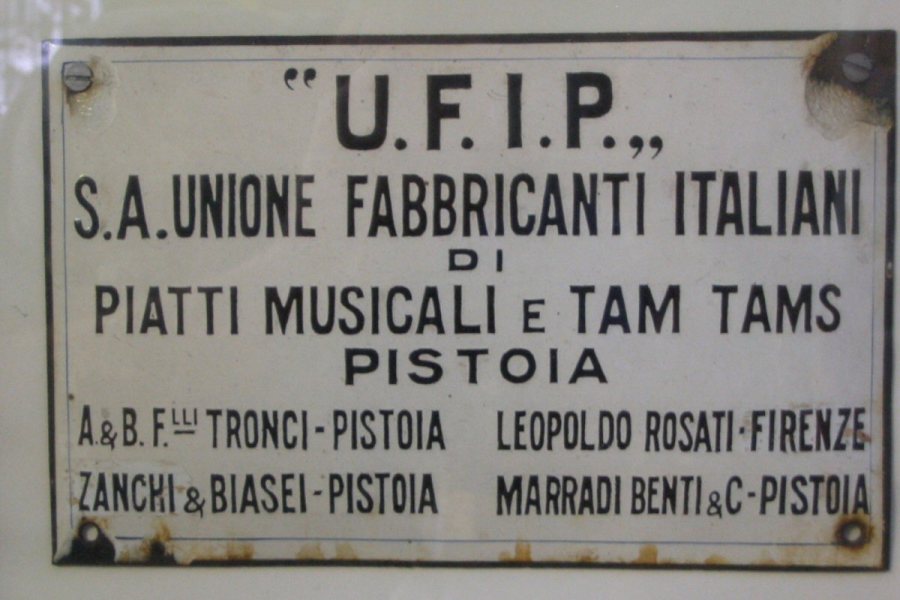 “U.F.I.P.„
S.A. UNIONE FABBRICANTI ITALIANI
DI
PIATTI MUSICALI E TAM TAMS
PISTOIA
A. & B. F.LLI TRONCI - PISTOIA
LEOPOLDO ROSATI - FIRENZE
ZANCHI & BIASEI - PISTOIA
MARRADI BENTI & C - PISTOIA